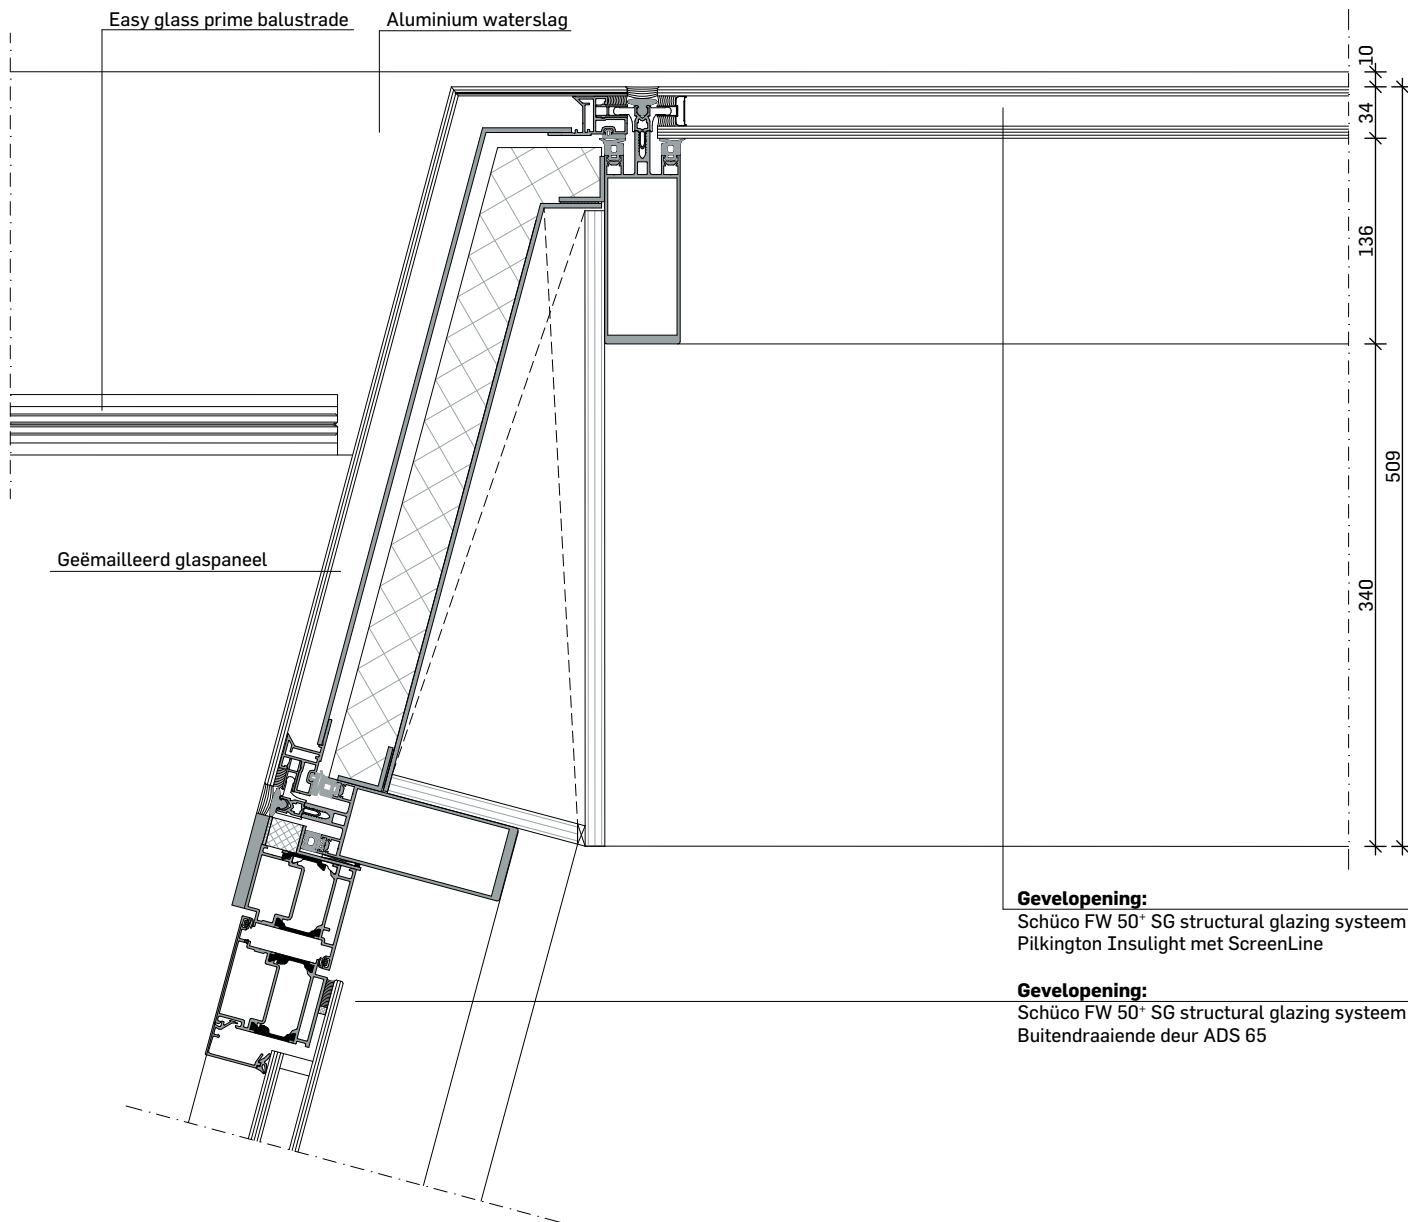 Easy glass prime balustrade
Aluminium waterslag
10
34
136
509
Geëmailleerd glaspaneel
340
Gevelopening:
Schüco FW 50⁺ SG structural glazing systeem
Pilkington Insulight met ScreenLine
Gevelopening:
Schüco FW 50⁺ SG structural glazing systeem
Buitendraaiende deur ADS 65